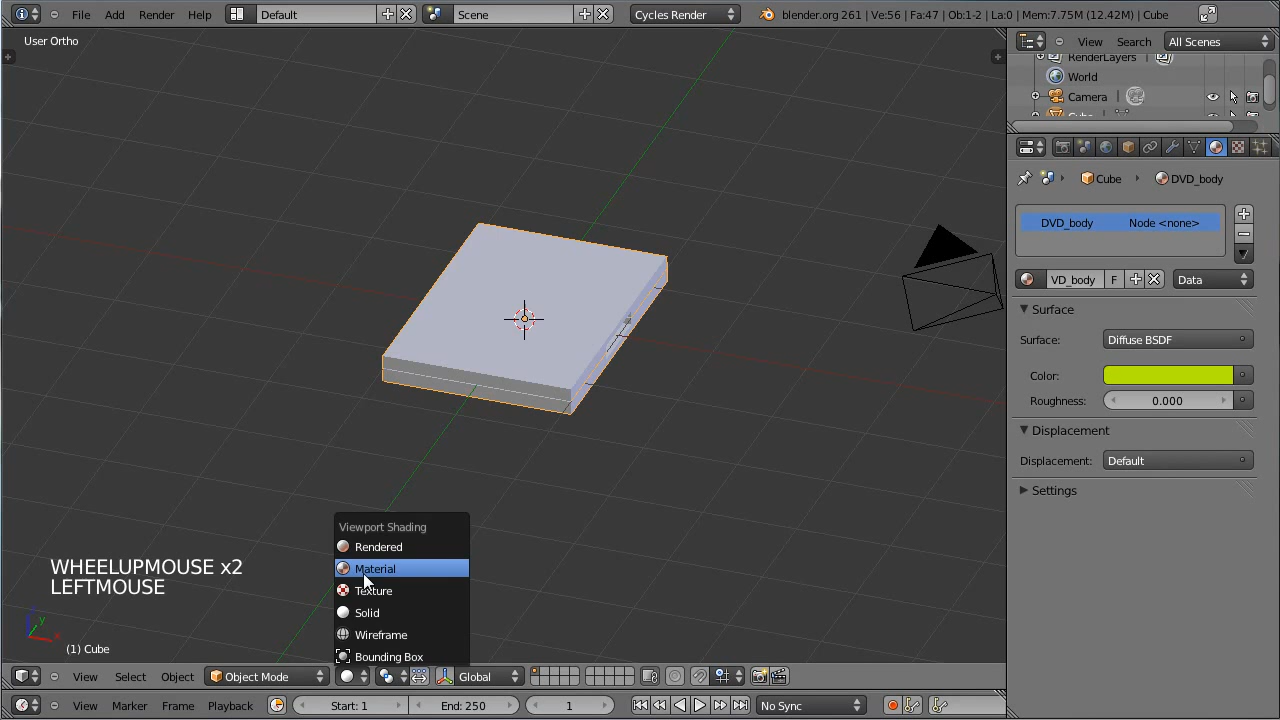 File Add Render Help Default Scene Cycles Render blender.org 261 | Ve:56 | Fa:47 | Ob:1-2 | La:0 | Mem:7.75M (12.42M) | Cube
User Ortho
View Search All Scenes
RenderLayers
World
Camera
Cube
Cube DVD_body
DVD_body Node <none>
VD_body F Data
Surface
Surface: Diffuse BSDF
Color:
Roughness: 0.000
Displacement
Displacement: Default
Settings
Viewport Shading
Rendered
Material
Texture
Solid
Wireframe
Bounding Box
WHEELUPMOUSE x2
LEFTMOUSE
z
y
x
(1) Cube
View Select Object Object Mode Global
View Marker Frame Playback Start: 1 End: 250 1 No Sync